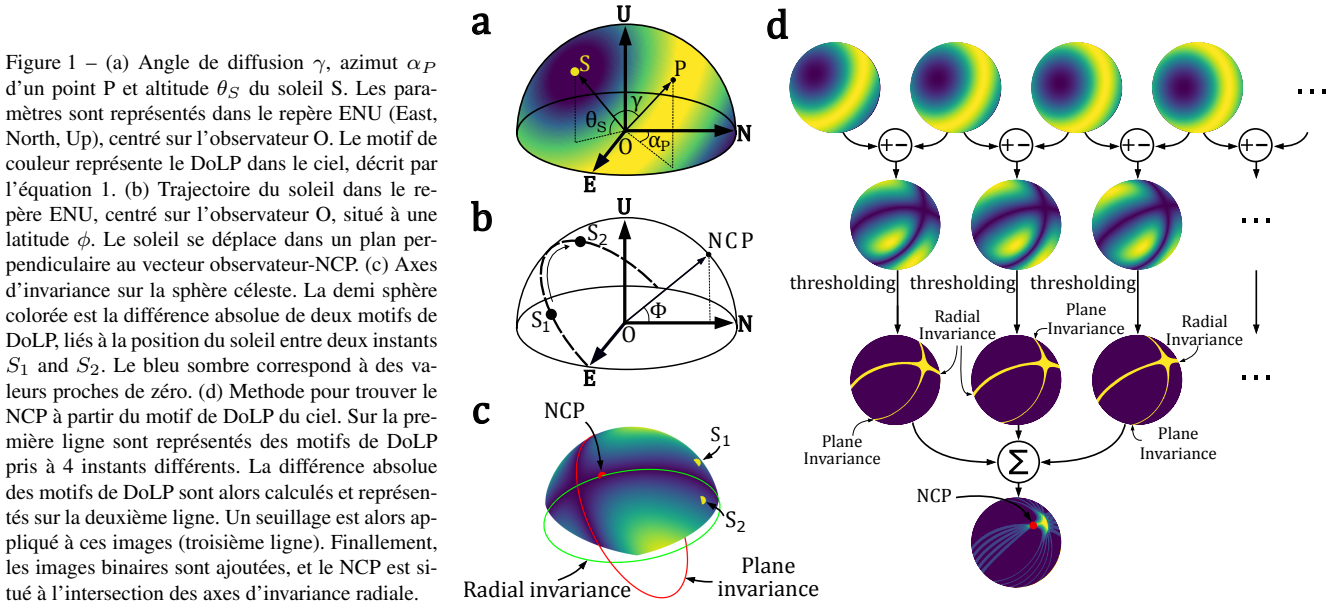 Figure 1 – (a) Angle de diffusion γ, azimut α_P
d'un point P et altitude θ_S du soleil S. Les para-
mètres sont représentés dans le repère ENU (East,
North, Up), centré sur l'observateur O. Le motif de
couleur représente le DoLP dans le ciel, décrit par
l'équation 1. (b) Trajectoire du soleil dans le re-
père ENU, centré sur l'observateur O, situé à une
latitude ϕ. Le soleil se déplace dans un plan per-
pendiculaire au vecteur observateur-NCP. (c) Axes
d'invariance sur la sphère céleste. La demi sphère
colorée est la différence absolue de deux motifs de
DoLP, liés à la position du soleil entre deux instants
S_1 and S_2. Le bleu sombre correspond à des va-
leurs proches de zéro. (d) Methode pour trouver le
NCP à partir du motif de DoLP du ciel. Sur la pre-
mière ligne sont représentés des motifs de DoLP
pris à 4 instants différents. La différence absolue
des motifs de DoLP sont alors calculés et représen-
tés sur la deuxième ligne. Un seuillage est alors ap-
pliqué à ces images (troisième ligne). Finallement,
les images binaires sont ajoutées, et le NCP est si-
tué à l'intersection des axes d'invariance radiale.
a
U
S
P
γ
θ_S
O
α_P
N
E
b
U
S_2
NCP
S_1
Φ
O
N
E
c
NCP
S_1
S_2
Radial invariance
Plane
invariance
d
...
+− +− +− +−
...
thresholding thresholding thresholding
Radial
Invariance
Plane
Invariance
Radial
Invariance
...
Plane
Invariance
Plane
Invariance
Σ
NCP